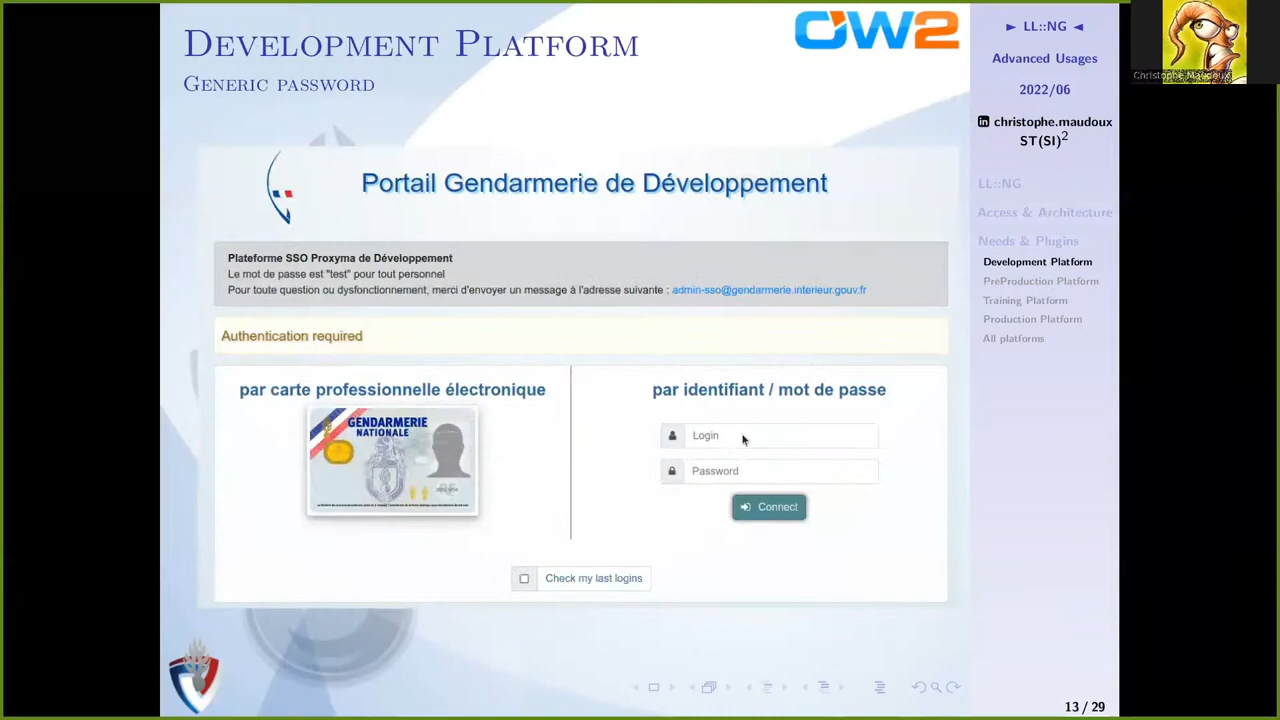 DEVELOPMENT PLATFORM
GENERIC PASSWORD
OW2
Portail Gendarmerie de Développement
Plateforme SSO Proxyma de Développement
Le mot de passe est "test" pour tout personnel
Pour toute question ou dysfonctionnement, merci d'envoyer un message à l'adresse suivante : admin-sso@gendarmerie.interieur.gouv.fr
Authentication required
par carte professionnelle électronique
GENDARMERIE
NATIONALE
par identifiant / mot de passe
Login
Password
Connect
Check my last logins
► LL::NG ◄
Advanced Usages
2022/06
in christophe.maudoux
ST(SI)2
LL::NG
Access & Architecture
Needs & Plugins
Development Platform
PreProduction Platform
Training Platform
Production Platform
All platforms
13 / 29
Christophe Maudoux